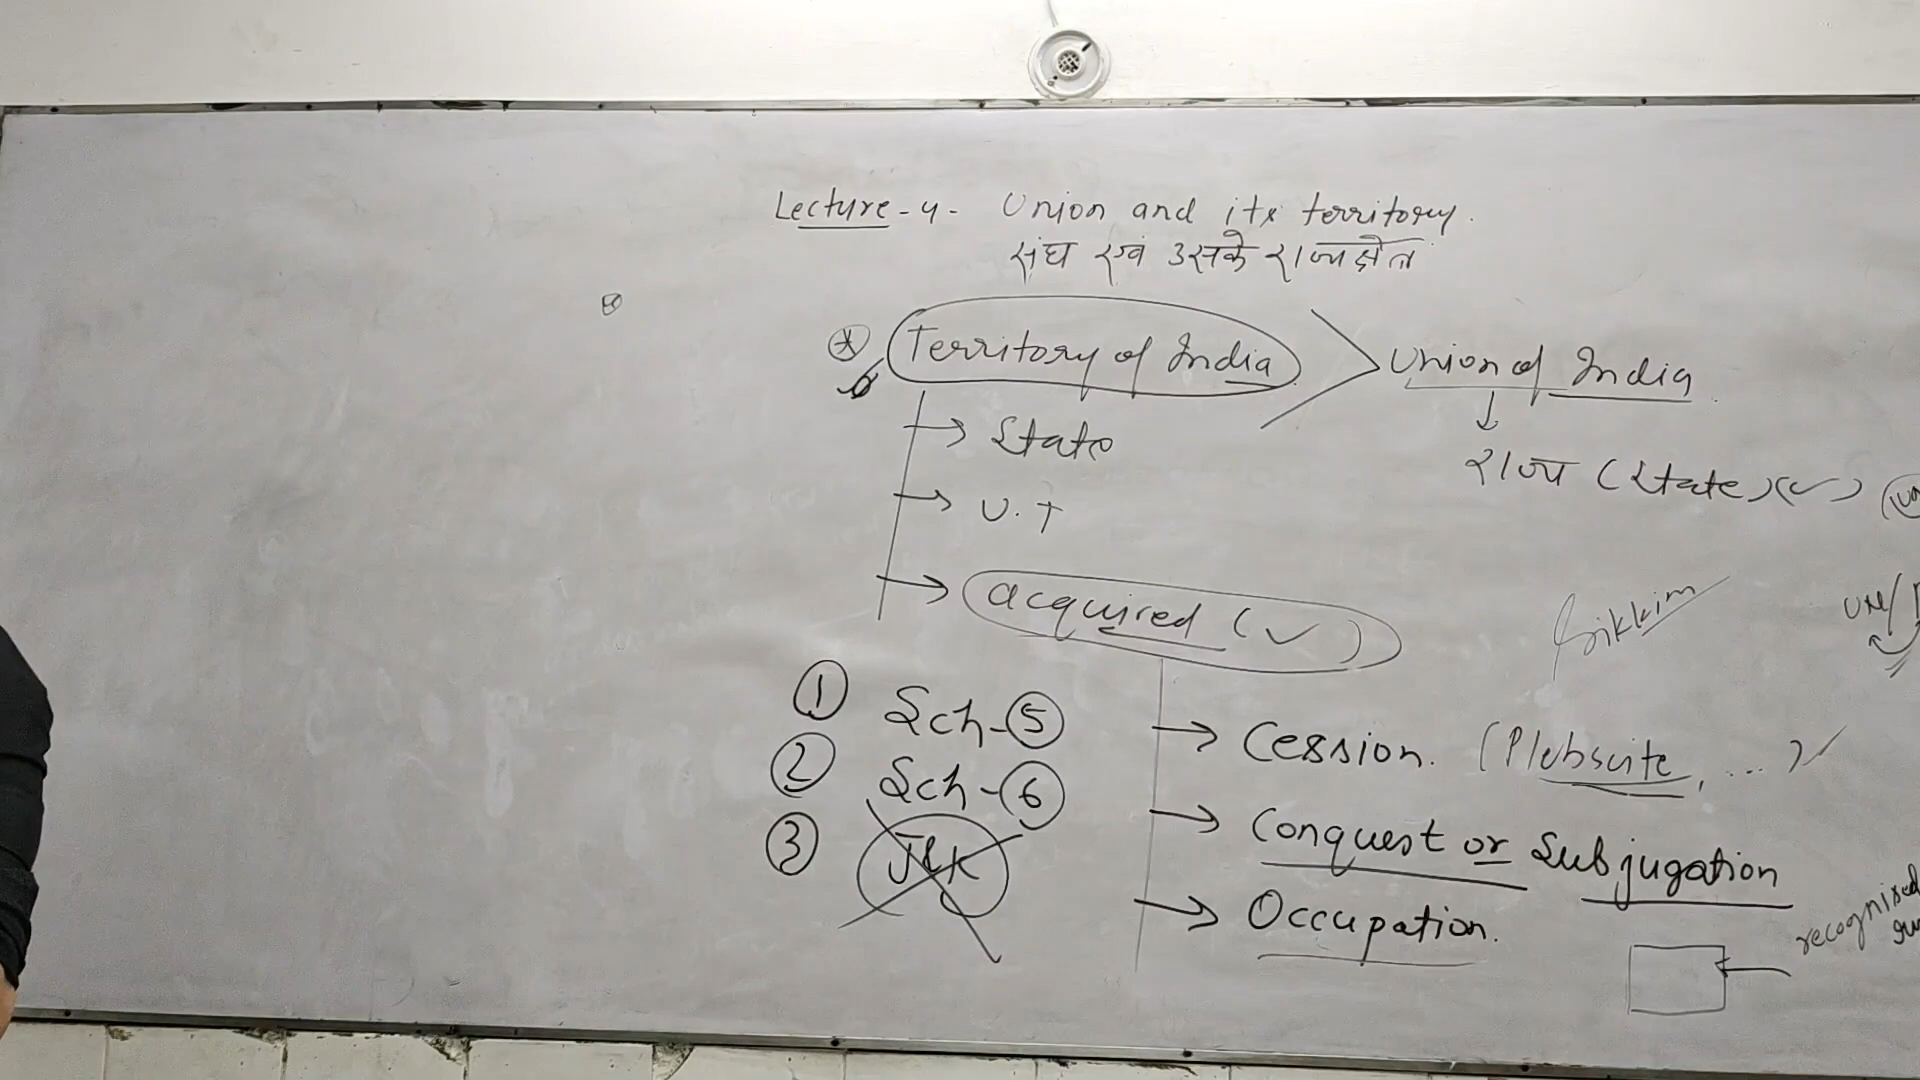 Lecture-4- Union and its territory.
संघ एवं उसके राज्यक्षेत्र
Territory of India > Union of India
→ State
राज्य (State) (✓)
→ U.T
→ acquired (✓)
Sikkim
① Sch-⑤
② Sch-⑥
③ J&K
→ Cession. (Plebscite, ...) ✓
→ Conquest or Subjugation
→ Occupation.
recognised